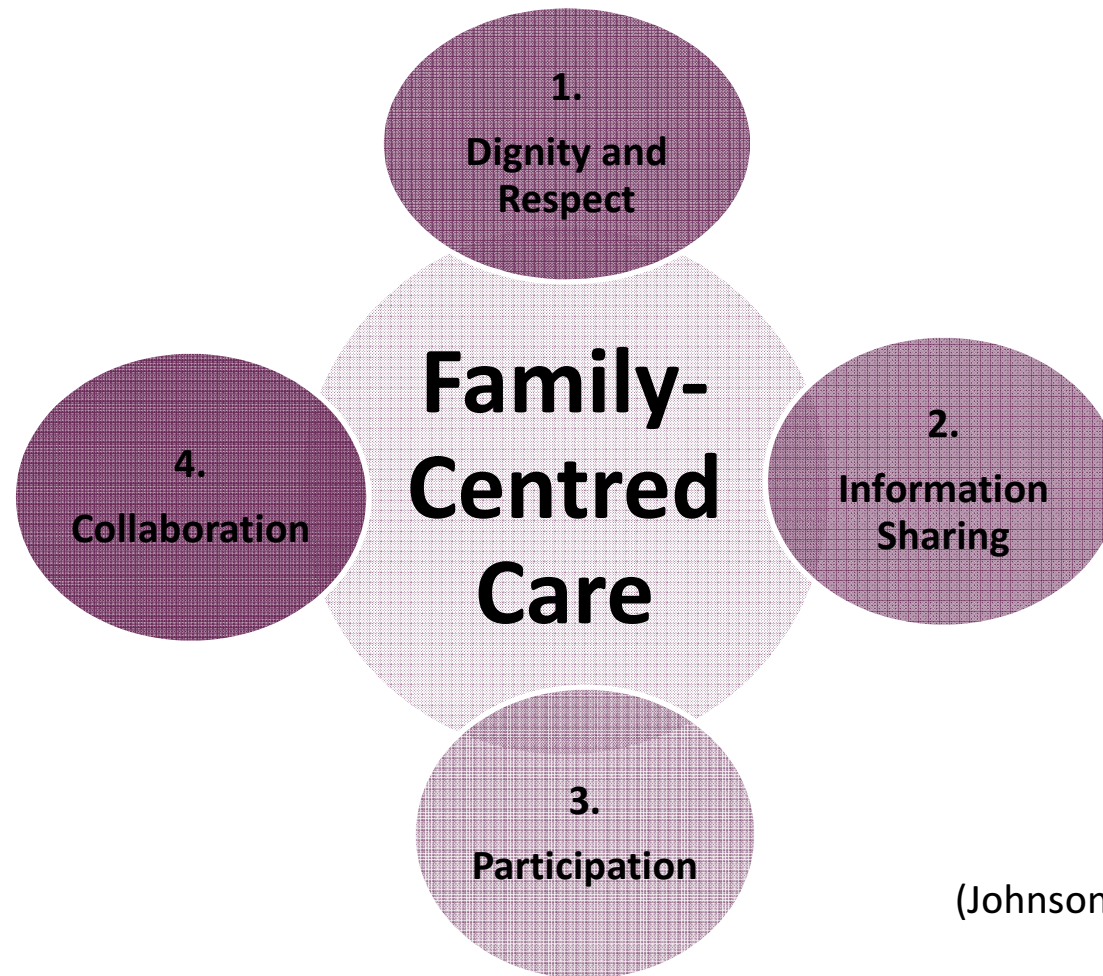 1.
Dignity and
Respect
Family-
Centred
Care
2.
Information
Sharing
4.
Collaboration
3.
Participation
(Johnson